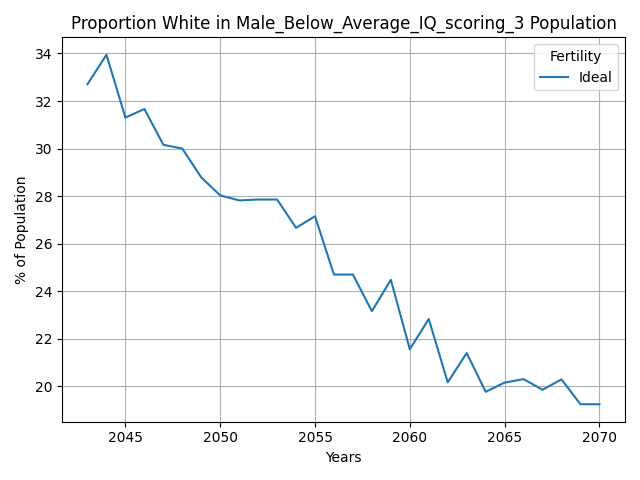 Proportion White in Male_Below_Average_IQ_scoring_3 Population
Fertility
Ideal
34
32
30
28
26
24
22
20
% of Population
2045 2050 2055 2060 2065 2070
Years